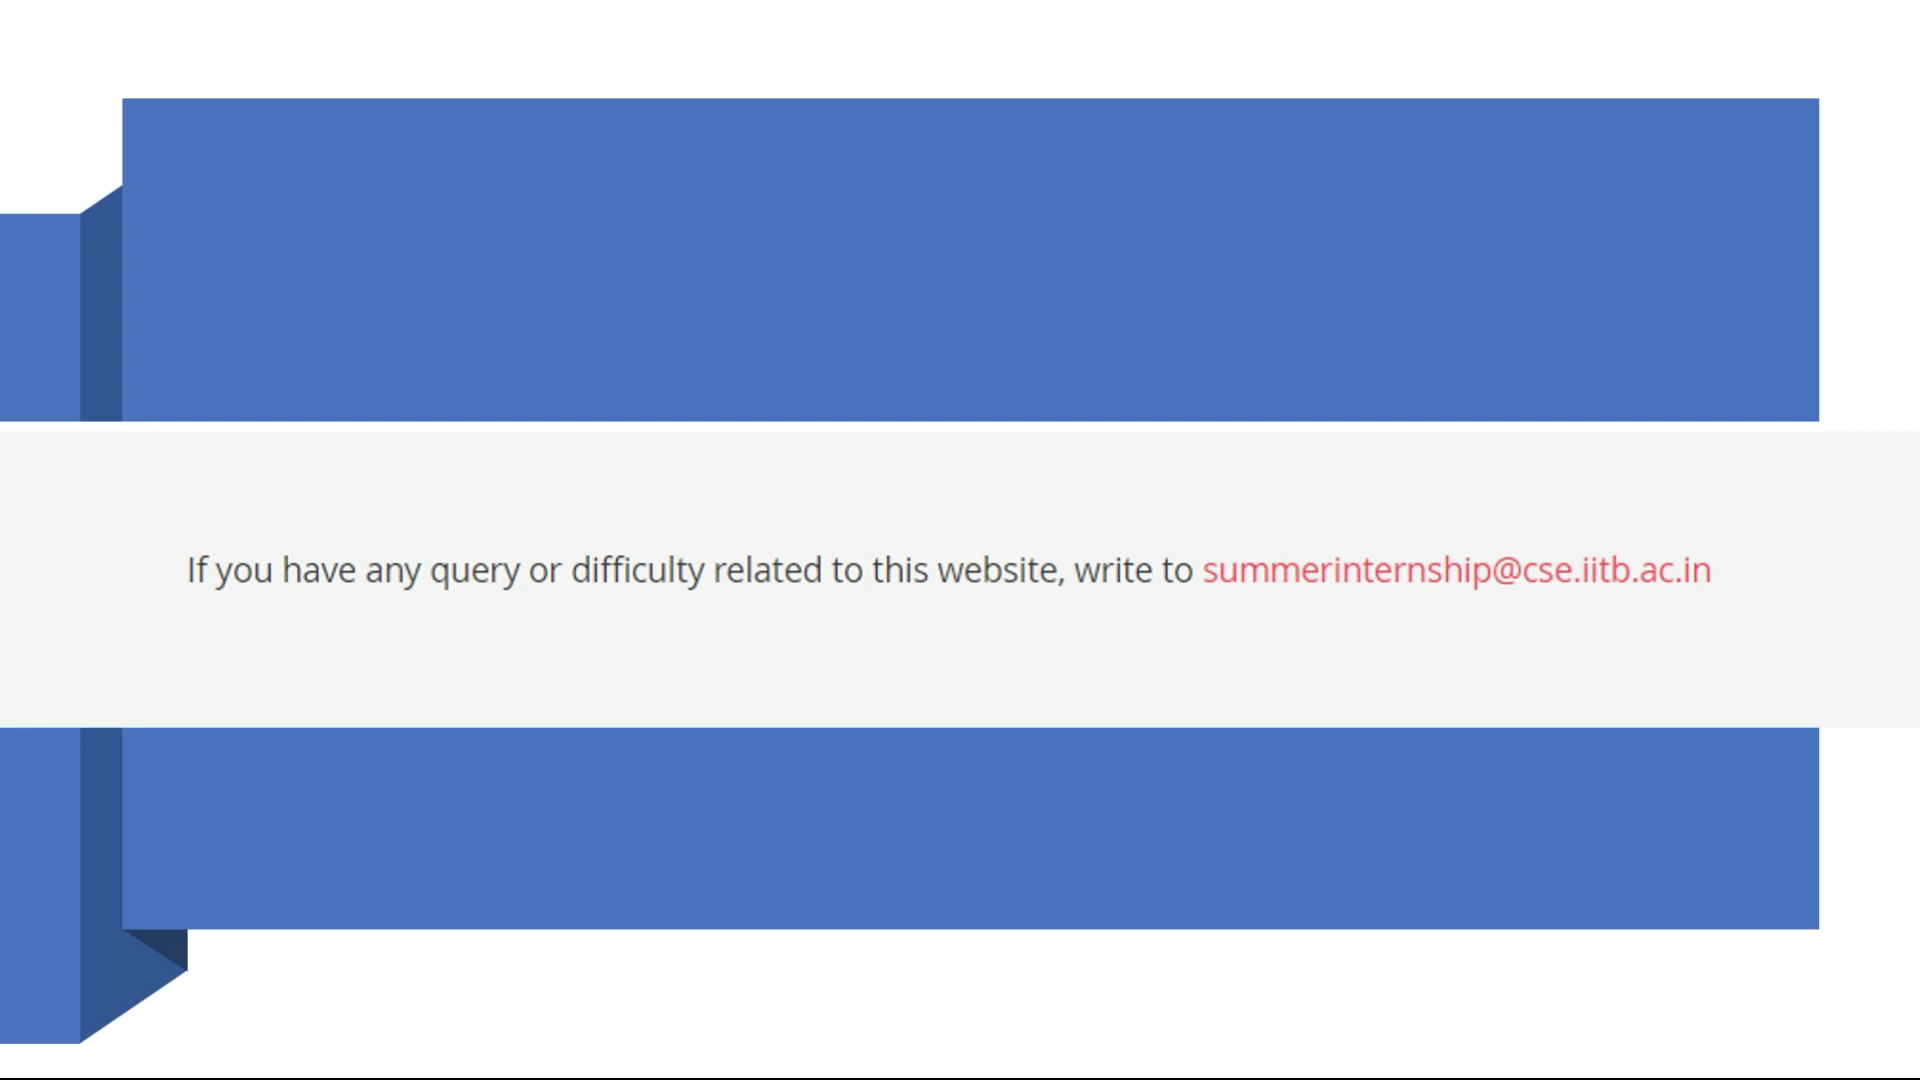 If you have any query or difficulty related to this website, write to summerinternship@cse.iitb.ac.in